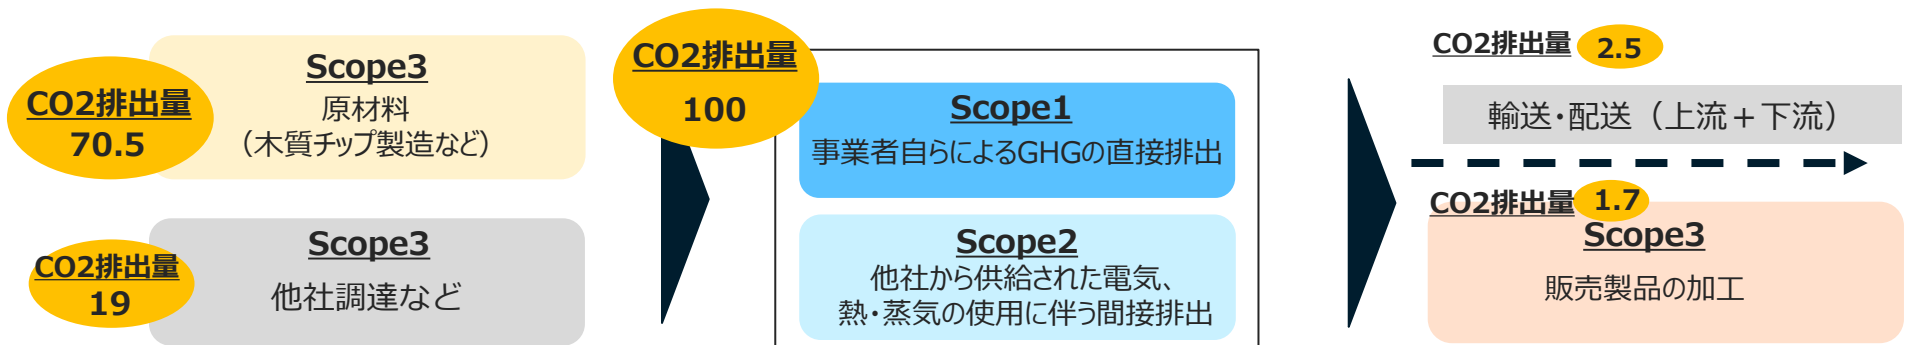 CO2排出量
70.5
Scope3
原材料
（木質チップ製造など）
CO2排出量
19
Scope3
他社調達など
CO2排出量
100
Scope1
事業者自らによるGHGの直接排出
Scope2
他社から供給された電気、
熱・蒸気の使用に伴う間接排出
CO2排出量 2.5
輸送・配送（上流＋下流）
CO2排出量 1.7
Scope3
販売製品の加工